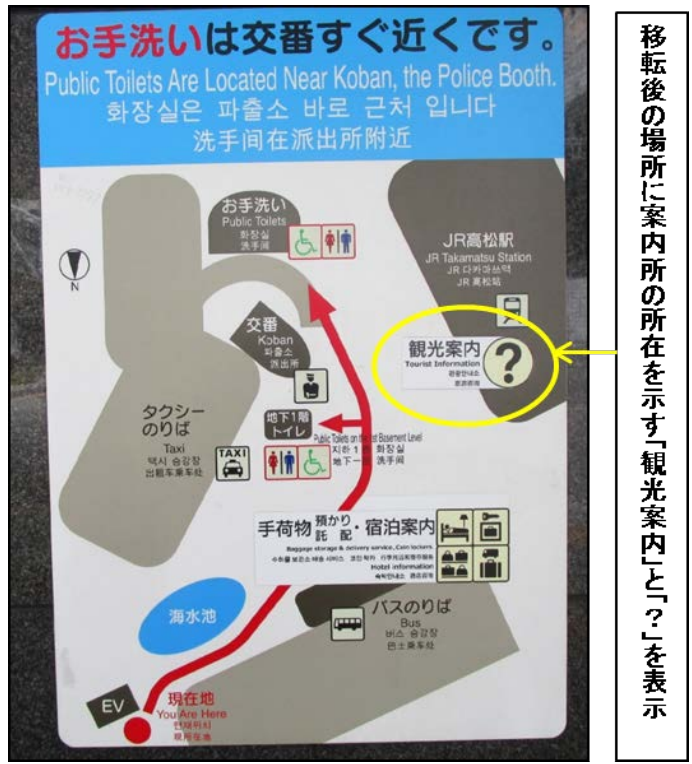 お手洗いは交番すぐ近くです。
Public Toilets Are Located Near Koban, the Police Booth.
화장실은 파출소 바로 근처 입니다
洗手间在派出所附近
お手洗い
Public Toilets
화장실
洗手间
N
JR高松駅
JR Takamatsu Station
JR 다카마쓰역
JR 高松站
交番
Koban
파출소
派出所
観光案内
Tourist Information
관광안내소
?
タクシー
のりば
Taxi
택시 승강장
出租车乘车处
TAXI
地下1階
トイレ
Public Toilets on the 1st Basement Level
지하 1층 화장실
地下一层 洗手间
手荷物 預かり・宿泊案内
託 配
Baggage storage & delivery service, Coin lockers.
Hotel information
숙박안내소
海水池
バスのりば
Bus
버스 승강장
巴士乘车处
EV
現在地
You Are Here
현재위치
移転後の場所に案内所の所在を示す「観光案内」と「?」を表示